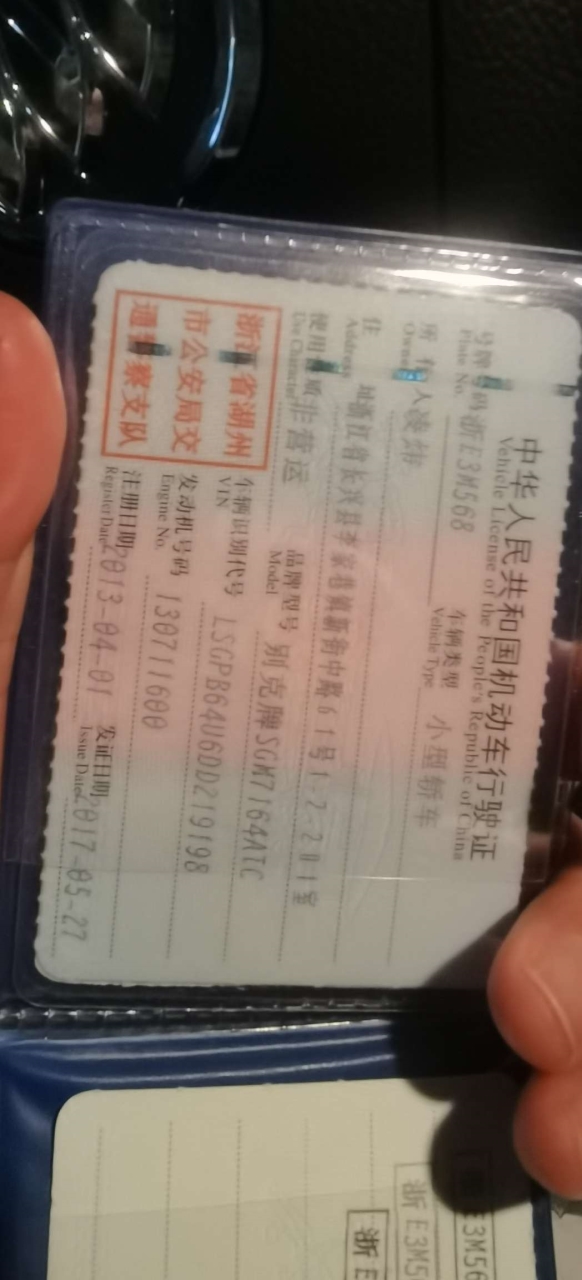 中华人民共和国机动车行驶证
Vehicle License of the People's Republic of China
号牌号码 浙E3M568 车辆类型 小型轿车
Plate No. Vehicle Type
所有人 凌
Owner
住址 浙江省长兴县李家巷镇新街中路61号1-2-201室
Address
使用性质 非营运 品牌型号 别克牌SGM7164ATC
Use Character Model
浙江省湖州
市公安局交
通警察支队
车辆识别代号 LSGPB64U6DD219198
VIN
发动机号码 130711600
Engine No.
注册日期 2013-04-01 发证日期 2017-05-27
Register Date Issue Date
浙E3M5
E3M56
浙E